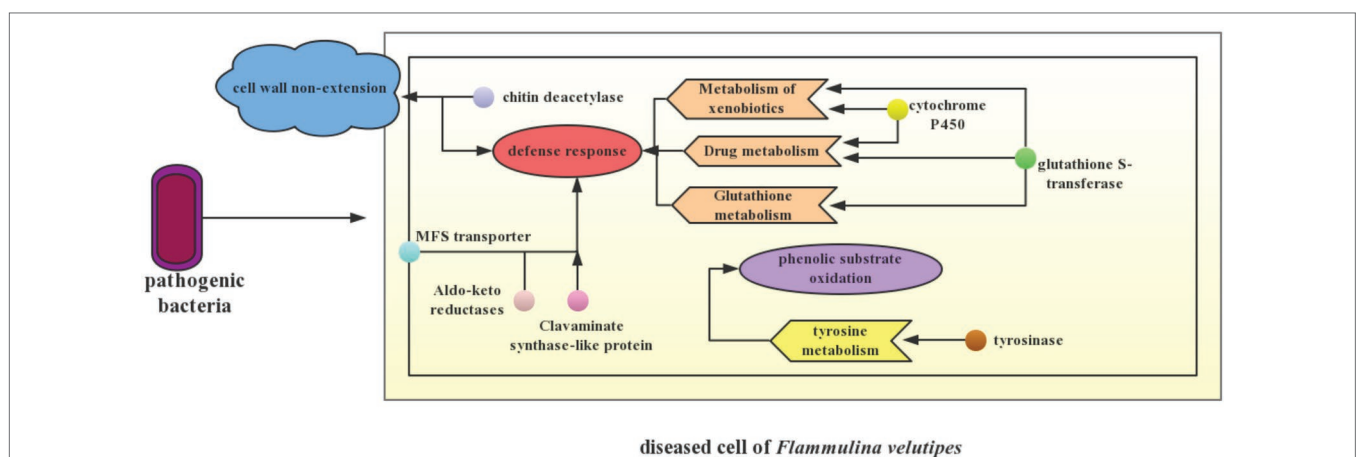 cell wall non-extension
chitin deacetylase
defense response
Metabolism of
xenobiotics
cytochrome
P450
Drug metabolism
glutathione S-
transferase
Glutathione
metabolism
MFS transporter
pathogenic
bacteria
Aldo-keto
reductases
Clavaminate
synthase-like protein
phenolic substrate
oxidation
tyrosine
metabolism
tyrosinase
diseased cell of Flammulina velutipes